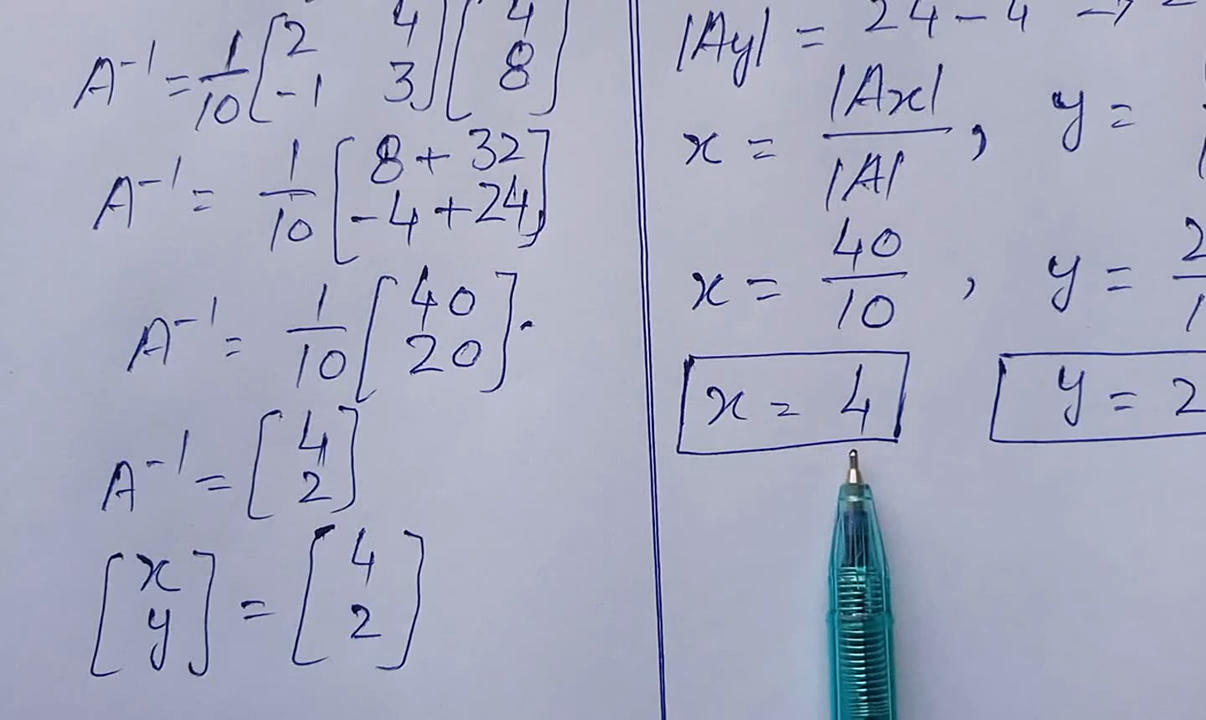 A⁻¹ = 1/10 [2 4; -1 3] [4; 8]
A⁻¹ = 1/10 [8 + 32; -4 + 24]
A⁻¹ = 1/10 [40; 20].
A⁻¹ = [4; 2]
[x; y] = [4; 2]
|Ay| = 24 - 4 →
x = |Ax|/|A| , y =
x = 40/10 , y = 2
x = 4 y = 2